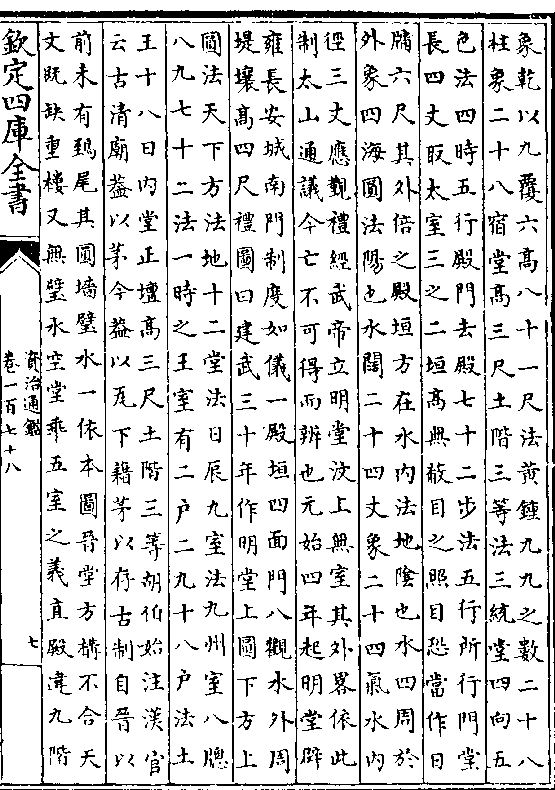 象乾以九覆六高八十一尺法黃鍾九九之數二十八
柱象二十八宿堂高三尺土階三等法三統堂四向五
色法四時五行殿門去殿七十二步法五行所行門堂
長四丈取太室三之二垣高無蔽目之照目恐當作日
牖六尺其外倍之殿垣方在水內法地陰也水四周於
外象四海圓法陽也水闊二十四丈象二十四氣水內
徑三丈應覲禮經武帝立明堂汶上無室其外畧依此
制太山通議今亡不可得而辨也元始四年起明堂辟
雍長安城南門制度如儀一殿垣四面門八觀水外周
堤壤高四尺禮圖曰建武三十年作明堂上圓下方上
圓法天下方法地十二堂法日辰九室法九州室八牕
八九七十二法一時之王室有二戶二九十八戶法土
王十八日內堂正壇高三尺土階三等胡伯始注漢官
云古清廟葢以茅今葢以瓦下藉茅以存古制自晉以
前未有鵄尾其圓墻璧水一依本圖晉堂方構不合天
文既缺重樓又無璧水空堂乖五室之義直殿違九階
欽定四庫全書
資治通鑑
卷一百七十八
七